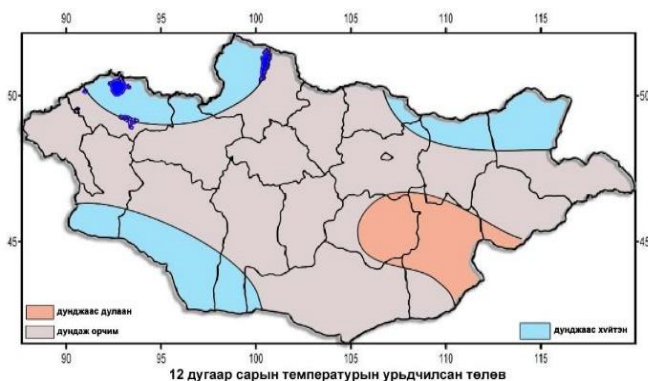 90 95 100 105 110 115
50 50
45 45
дунджаас дулаан
дундаж орчим
дунджаас хүйтэн
90 95 100 105 110 115
12 дугаар сарын температурын урьдчилсан төлөв